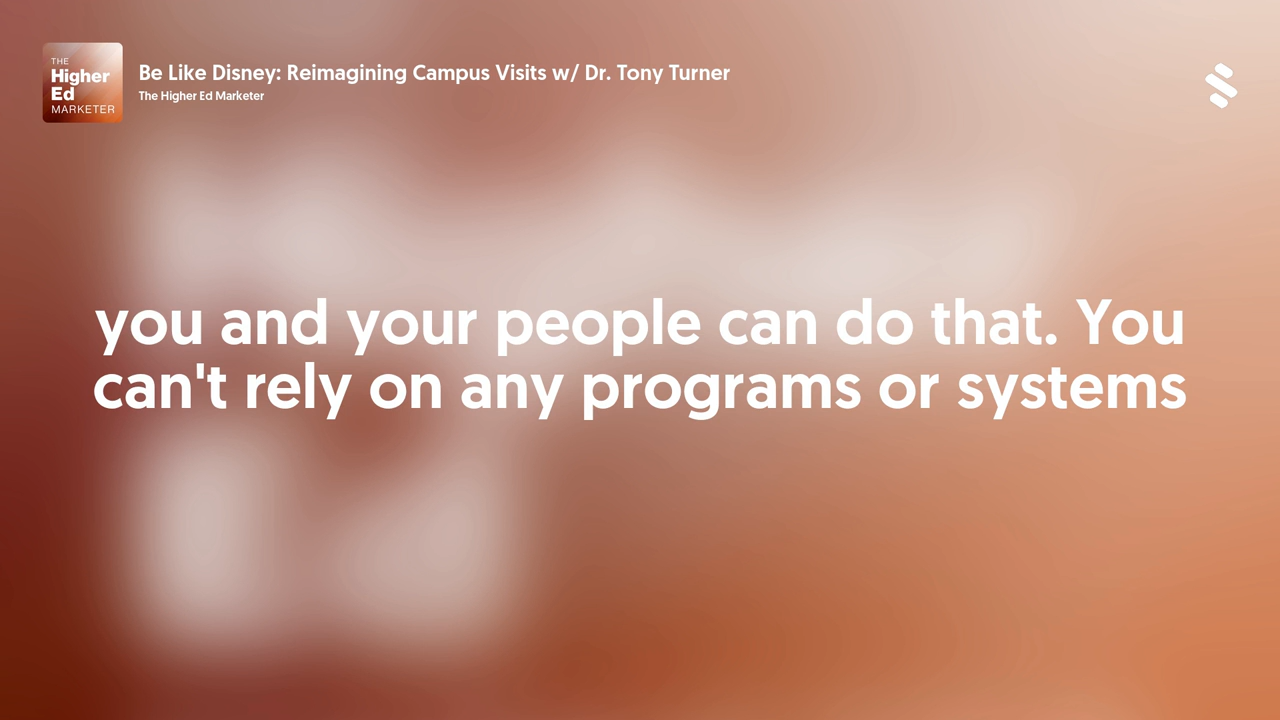 THE
Higher
Ed
MARKETER
Be Like Disney: Reimagining Campus Visits w/ Dr. Tony Turner
The Higher Ed Marketer
you and your people can do that. You
can't rely on any programs or systems